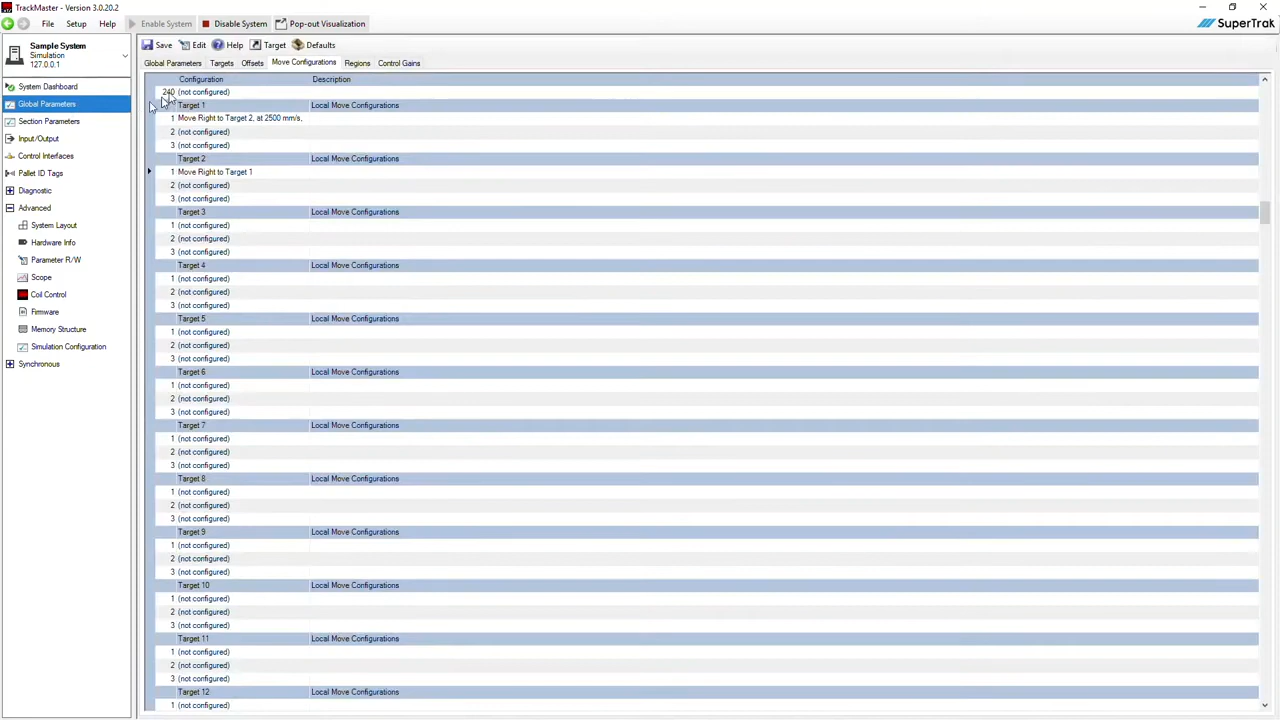 TrackMaster - Version 3.0.20.2
File Setup Help Enable System Disable System Pop-out Visualization
SuperTrak
Sample System
Simulation
127.0.0.1
System Dashboard
Global Parameters
Section Parameters
Input/Output
Control Interfaces
Pallet ID Tags
Diagnostic
Advanced
System Layout
Hardware Info
Parameter R/W
Scope
Coil Control
Firmware
Memory Structure
Simulation Configuration
Synchronous
Save Edit Help Target Defaults
Global Parameters Targets Offsets Move Configurations Regions Control Gains
Configuration Description
240 (not configured)
Target 1 Local Move Configurations
1 Move Right to Target 2, at 2500 mm/s,
2 (not configured)
3 (not configured)
Target 2 Local Move Configurations
1 Move Right to Target 1
2 (not configured)
3 (not configured)
Target 3 Local Move Configurations
1 (not configured)
2 (not configured)
3 (not configured)
Target 4 Local Move Configurations
1 (not configured)
2 (not configured)
3 (not configured)
Target 5 Local Move Configurations
1 (not configured)
2 (not configured)
3 (not configured)
Target 6 Local Move Configurations
1 (not configured)
2 (not configured)
3 (not configured)
Target 7 Local Move Configurations
1 (not configured)
2 (not configured)
3 (not configured)
Target 8 Local Move Configurations
1 (not configured)
2 (not configured)
3 (not configured)
Target 9 Local Move Configurations
1 (not configured)
2 (not configured)
3 (not configured)
Target 10 Local Move Configurations
1 (not configured)
2 (not configured)
3 (not configured)
Target 11 Local Move Configurations
1 (not configured)
2 (not configured)
3 (not configured)
Target 12 Local Move Configurations
1 (not configured)